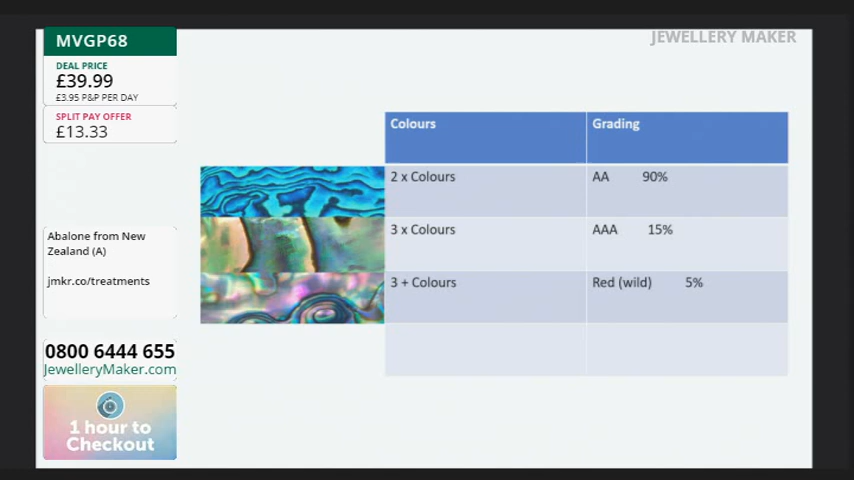 MVGP68
DEAL PRICE
£39.99
£3.95 P&P PER DAY
SPLIT PAY OFFER
£13.33
Abalone from New
Zealand (A)
jmkr.co/treatments
0800 6444 655
JewelleryMaker.com
1 hour to
Checkout
JEWELLERY MAKER
Colours Grading
2 x Colours AA 90%
3 x Colours AAA 15%
3 + Colours Red (wild) 5%